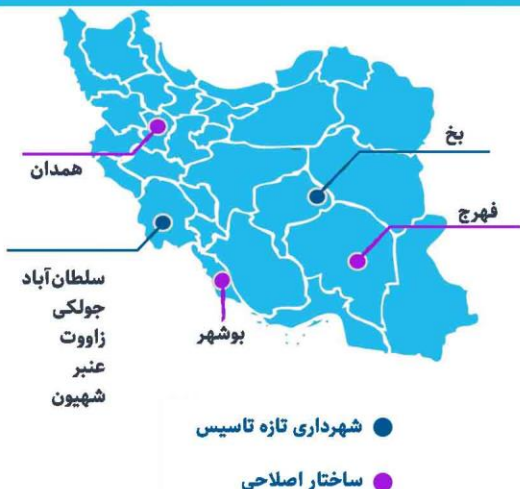 بخ
همدان
فهرج
سلطان‌آباد
جولکی
زاووت
عنبر
شهیون
بوشهر
شهرداری تازه تاسیس
ساختار اصلاحی